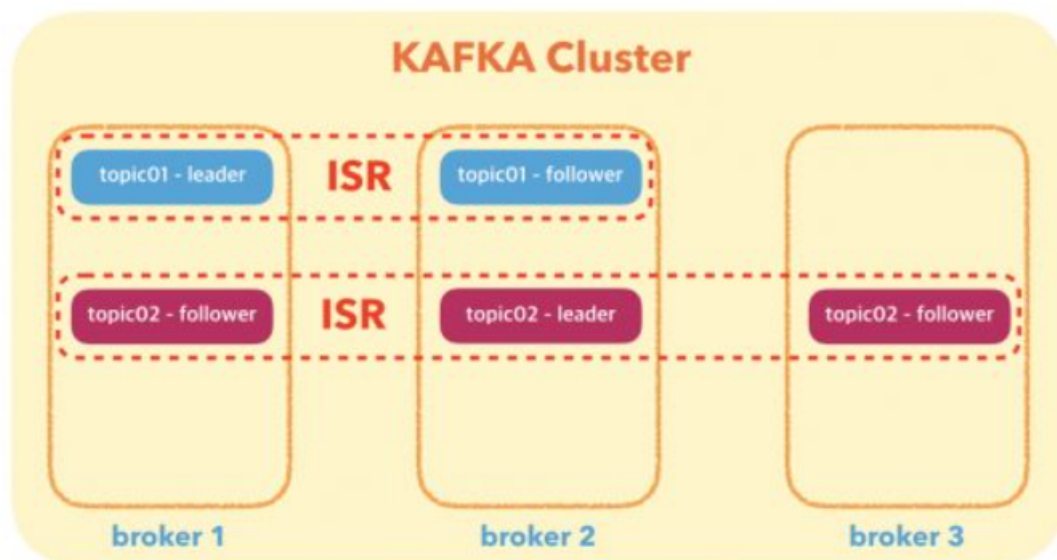 KAFKA Cluster
topic01 - leader
ISR
topic01 - follower
topic02 - follower
ISR
topic02 - leader
topic02 - follower
broker 1
broker 2
broker 3